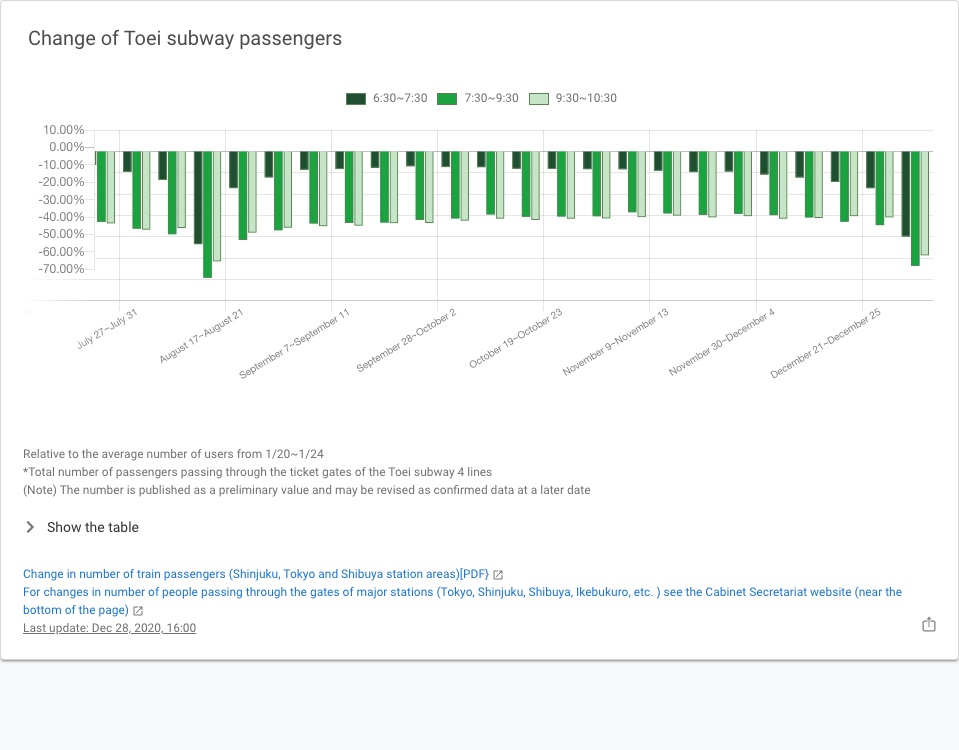 Change of Toei subway passengers
6:30~7:30
7:30~9:30
9:30~10:30
10.00%
0.00%
-10.00%
-20.00%
-30.00%
-40.00%
-50.00%
-60.00%
-70.00%
July 27~July 31
August 17~August 21
September 7~September 11
September 28~October 2
October 19~October 23
November 9~November 13
November 30~December 4
December 21~December 25
Relative to the average number of users from 1/20~1/24
*Total number of passengers passing through the ticket gates of the Toei subway 4 lines
(Note) The number is published as a preliminary value and may be revised as confirmed data at a later date
Show the table
Change in number of train passengers (Shinjuku, Tokyo and Shibuya station areas)[PDF}
For changes in number of people passing through the gates of major stations (Tokyo, Shinjuku, Shibuya, Ikebukuro, etc. ) see the Cabinet Secretariat website (near the
bottom of the page)
Last update: Dec 28, 2020, 16:00